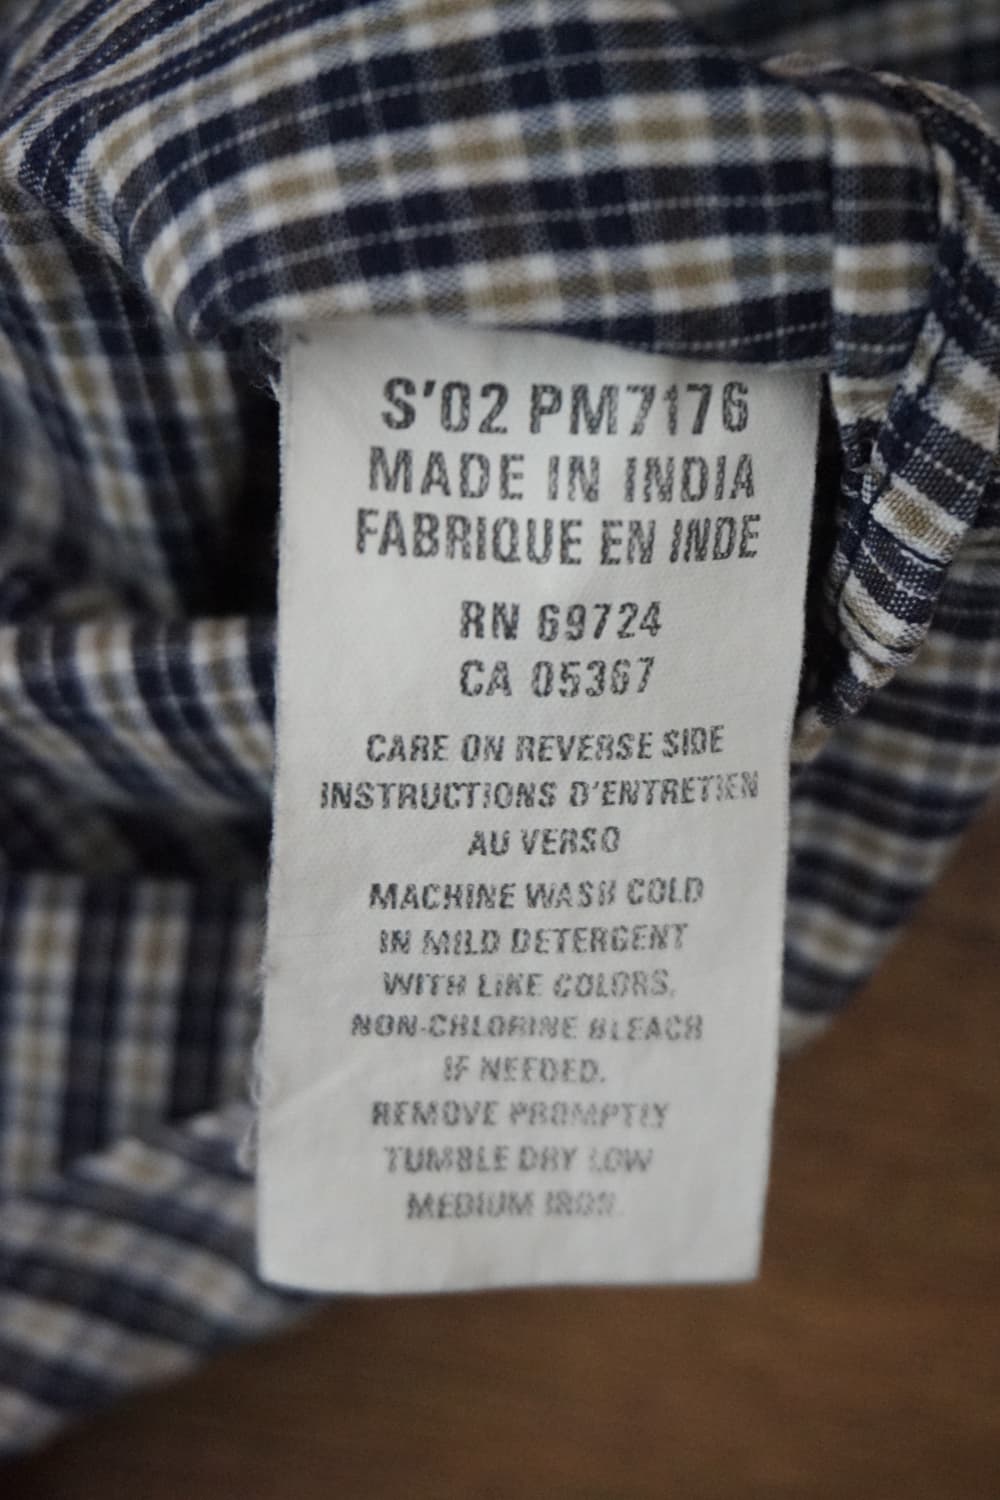 S'02 PM7176
MADE IN INDIA
FABRIQUE EN INDE
RN 69724
CA 05367
CARE ON REVERSE SIDE
INSTRUCTIONS D'ENTRETIEN
AU VERSO
MACHINE WASH COLD
IN MILD DETERGENT
WITH LIKE COLORS.
NON-CHLORINE BLEACH
IF NEEDED.
REMOVE PROMPTLY
TUMBLE DRY LOW
MEDIUM IRON.